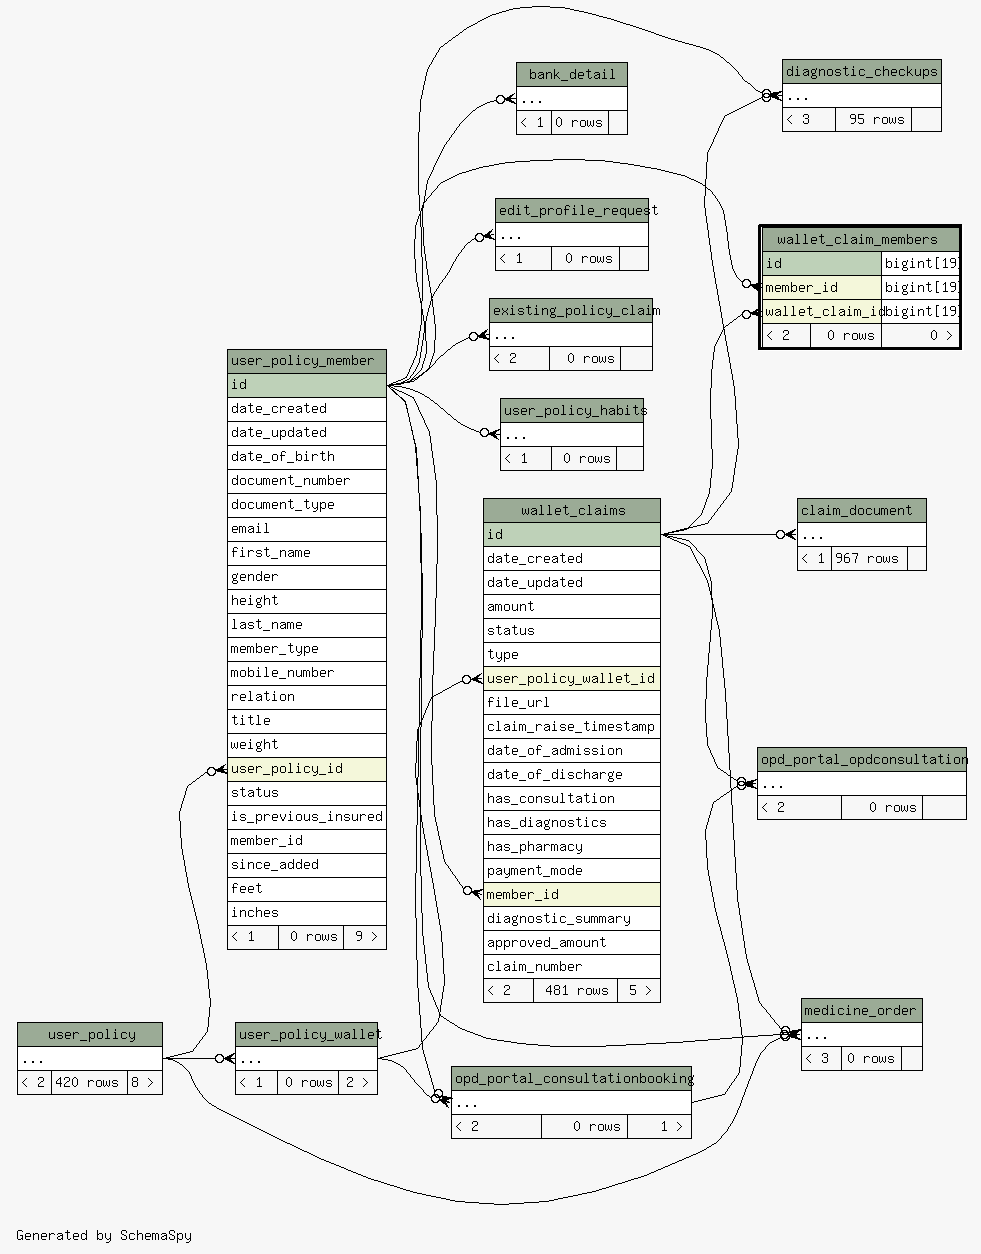 bank_detail
...
< 1 0 rows
diagnostic_checkups
...
< 3 95 rows
edit_profile_request
...
< 1 0 rows
wallet_claim_members
id bigint[19]
member_id bigint[19]
wallet_claim_id bigint[19]
< 2 0 rows 0 >
existing_policy_claim
...
< 2 0 rows
user_policy_member
id
date_created
date_updated
date_of_birth
document_number
document_type
email
first_name
gender
height
last_name
member_type
mobile_number
relation
title
weight
user_policy_id
status
is_previous_insured
member_id
since_added
feet
inches
< 1 0 rows 9 >
user_policy_habits
...
< 1 0 rows
wallet_claims
id
date_created
date_updated
amount
status
type
user_policy_wallet_id
file_url
claim_raise_timestamp
date_of_admission
date_of_discharge
has_consultation
has_diagnostics
has_pharmacy
payment_mode
member_id
diagnostic_summary
approved_amount
claim_number
< 2 481 rows 5 >
claim_document
...
< 1 967 rows
opd_portal_opdconsultation
...
< 2 0 rows
medicine_order
...
< 3 0 rows
user_policy
...
< 2 420 rows 8 >
user_policy_wallet
...
< 1 0 rows 2 >
opd_portal_consultationbooking
...
< 2 0 rows 1 >
Generated by SchemaSpy